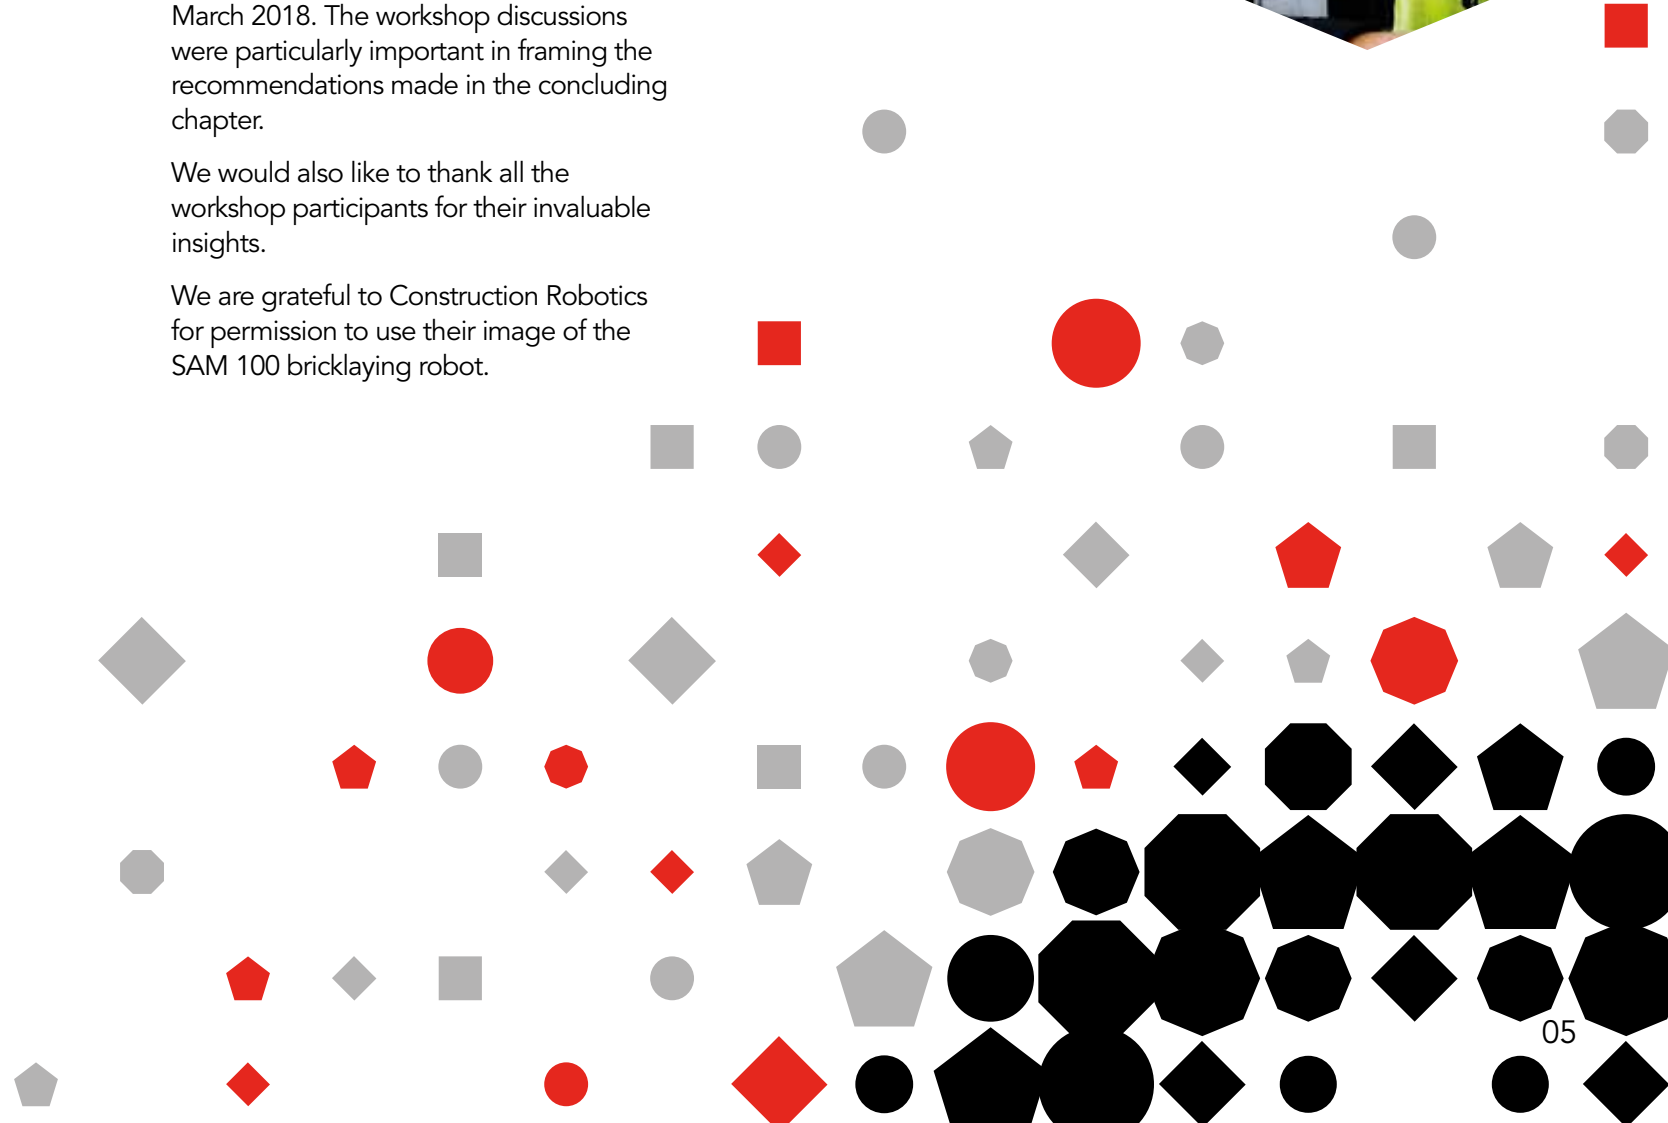 March 2018. The workshop discussions
were particularly important in framing the
recommendations made in the concluding
chapter.
We would also like to thank all the
workshop participants for their invaluable
insights.
We are grateful to Construction Robotics
for permission to use their image of the
SAM 100 bricklaying robot.
05